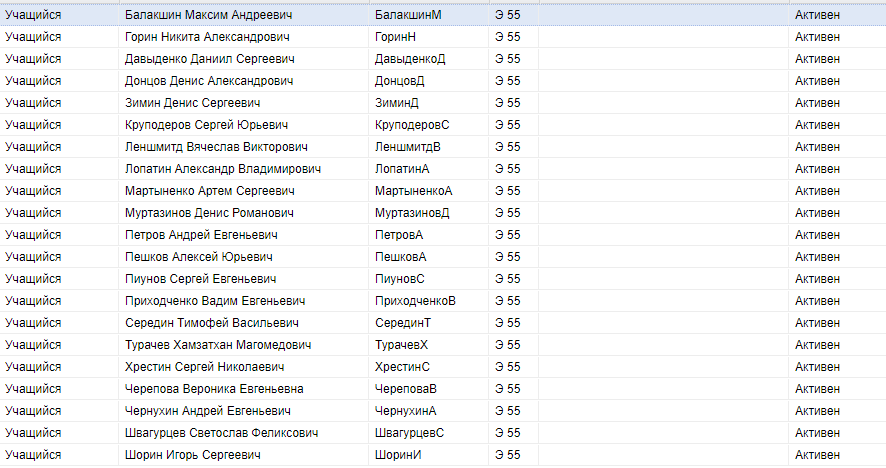 Учащийся Балакшин Максим Андреевич БалакшинМ Э 55 Активен
Учащийся Горин Никита Александрович ГоринН Э 55 Активен
Учащийся Давыденко Даниил Сергеевич ДавыденкоД Э 55 Активен
Учащийся Донцов Денис Александрович ДонцовД Э 55 Активен
Учащийся Зимин Денис Сергеевич ЗиминД Э 55 Активен
Учащийся Круподеров Сергей Юрьевич КруподеровС Э 55 Активен
Учащийся Леншмитд Вячеслав Викторович ЛеншмитдВ Э 55 Активен
Учащийся Лопатин Александр Владимирович ЛопатинА Э 55 Активен
Учащийся Мартыненко Артем Сергеевич МартыненкоА Э 55 Активен
Учащийся Муртазинов Денис Романович МуртазиновД Э 55 Активен
Учащийся Петров Андрей Евгеньевич ПетровА Э 55 Активен
Учащийся Пешков Алексей Юрьевич ПешковА Э 55 Активен
Учащийся Пиунов Сергей Евгеньевич ПиуновС Э 55 Активен
Учащийся Приходченко Вадим Евгеньевич ПриходченкоВ Э 55 Активен
Учащийся Середин Тимофей Васильевич СерединТ Э 55 Активен
Учащийся Турачев Хамзатхан Магомедович ТурачевХ Э 55 Активен
Учащийся Хрестин Сергей Николаевич ХрестинС Э 55 Активен
Учащийся Черепова Вероника Евгеньевна ЧереповаВ Э 55 Активен
Учащийся Чернухин Андрей Евгеньевич ЧернухинА Э 55 Активен
Учащийся Швагурцев Светослав Феликсович ШвагурцевС Э 55 Активен
Учащийся Шорин Игорь Сергеевич ШоринИ Э 55 Активен